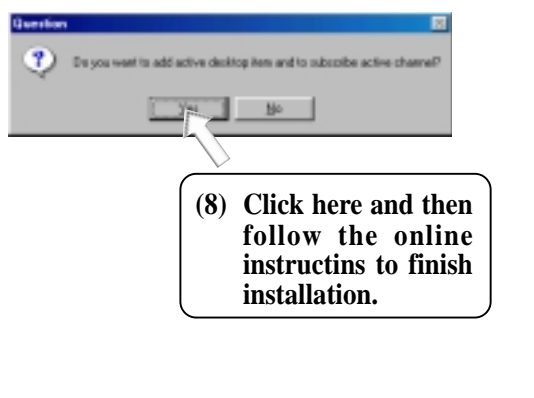 Question
Do you want to add active desktop item and to subscribe active channel?
Yes
No
(8) Click here and then
follow the online
instructins to finish
installation.